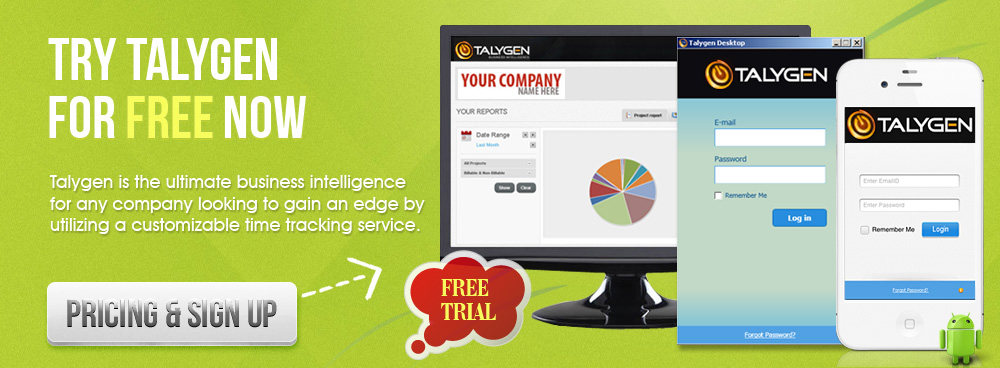 TRY TALYGEN
FOR FREE NOW
Talygen is the ultimate business intelligence
for any company looking to gain an edge by
utilizing a customizable time tracking service.
PRICING & SIGN UP
FREE
TRIAL
TALYGEN
BUSINESS INTELLIGENCE
YOUR COMPANY
NAME HERE
YOUR REPORTS
Project report
Date Range
Last Month
All Projects
Billable & Non Billable
Show Clear
Talygen Desktop
TALYGEN
E-mail
Password
Remember Me
Log in
Forgot Password?
TALYGEN
Enter EmailID
Enter Password
Remember Me Login
Forgot Password?